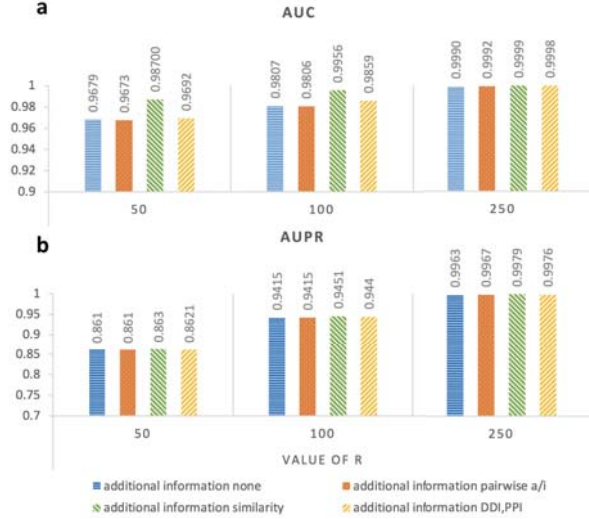 a
AUC
0.9679 0.9673 0.98700 0.9692 0.9807 0.9806 0.9956 0.9859 0.9990 0.9992 0.9999 0.9998
1
0.98
0.96
0.94
0.92
0.9
50 100 250
b
AUPR
0.861 0.861 0.863 0.8621 0.9415 0.9415 0.9451 0.944 0.9963 0.9967 0.9979 0.9976
1
0.95
0.9
0.85
0.8
0.75
0.7
50 100 250
VALUE OF R
additional information none additional information pairwise a/i
additional information similarity additional information DDI,PPI